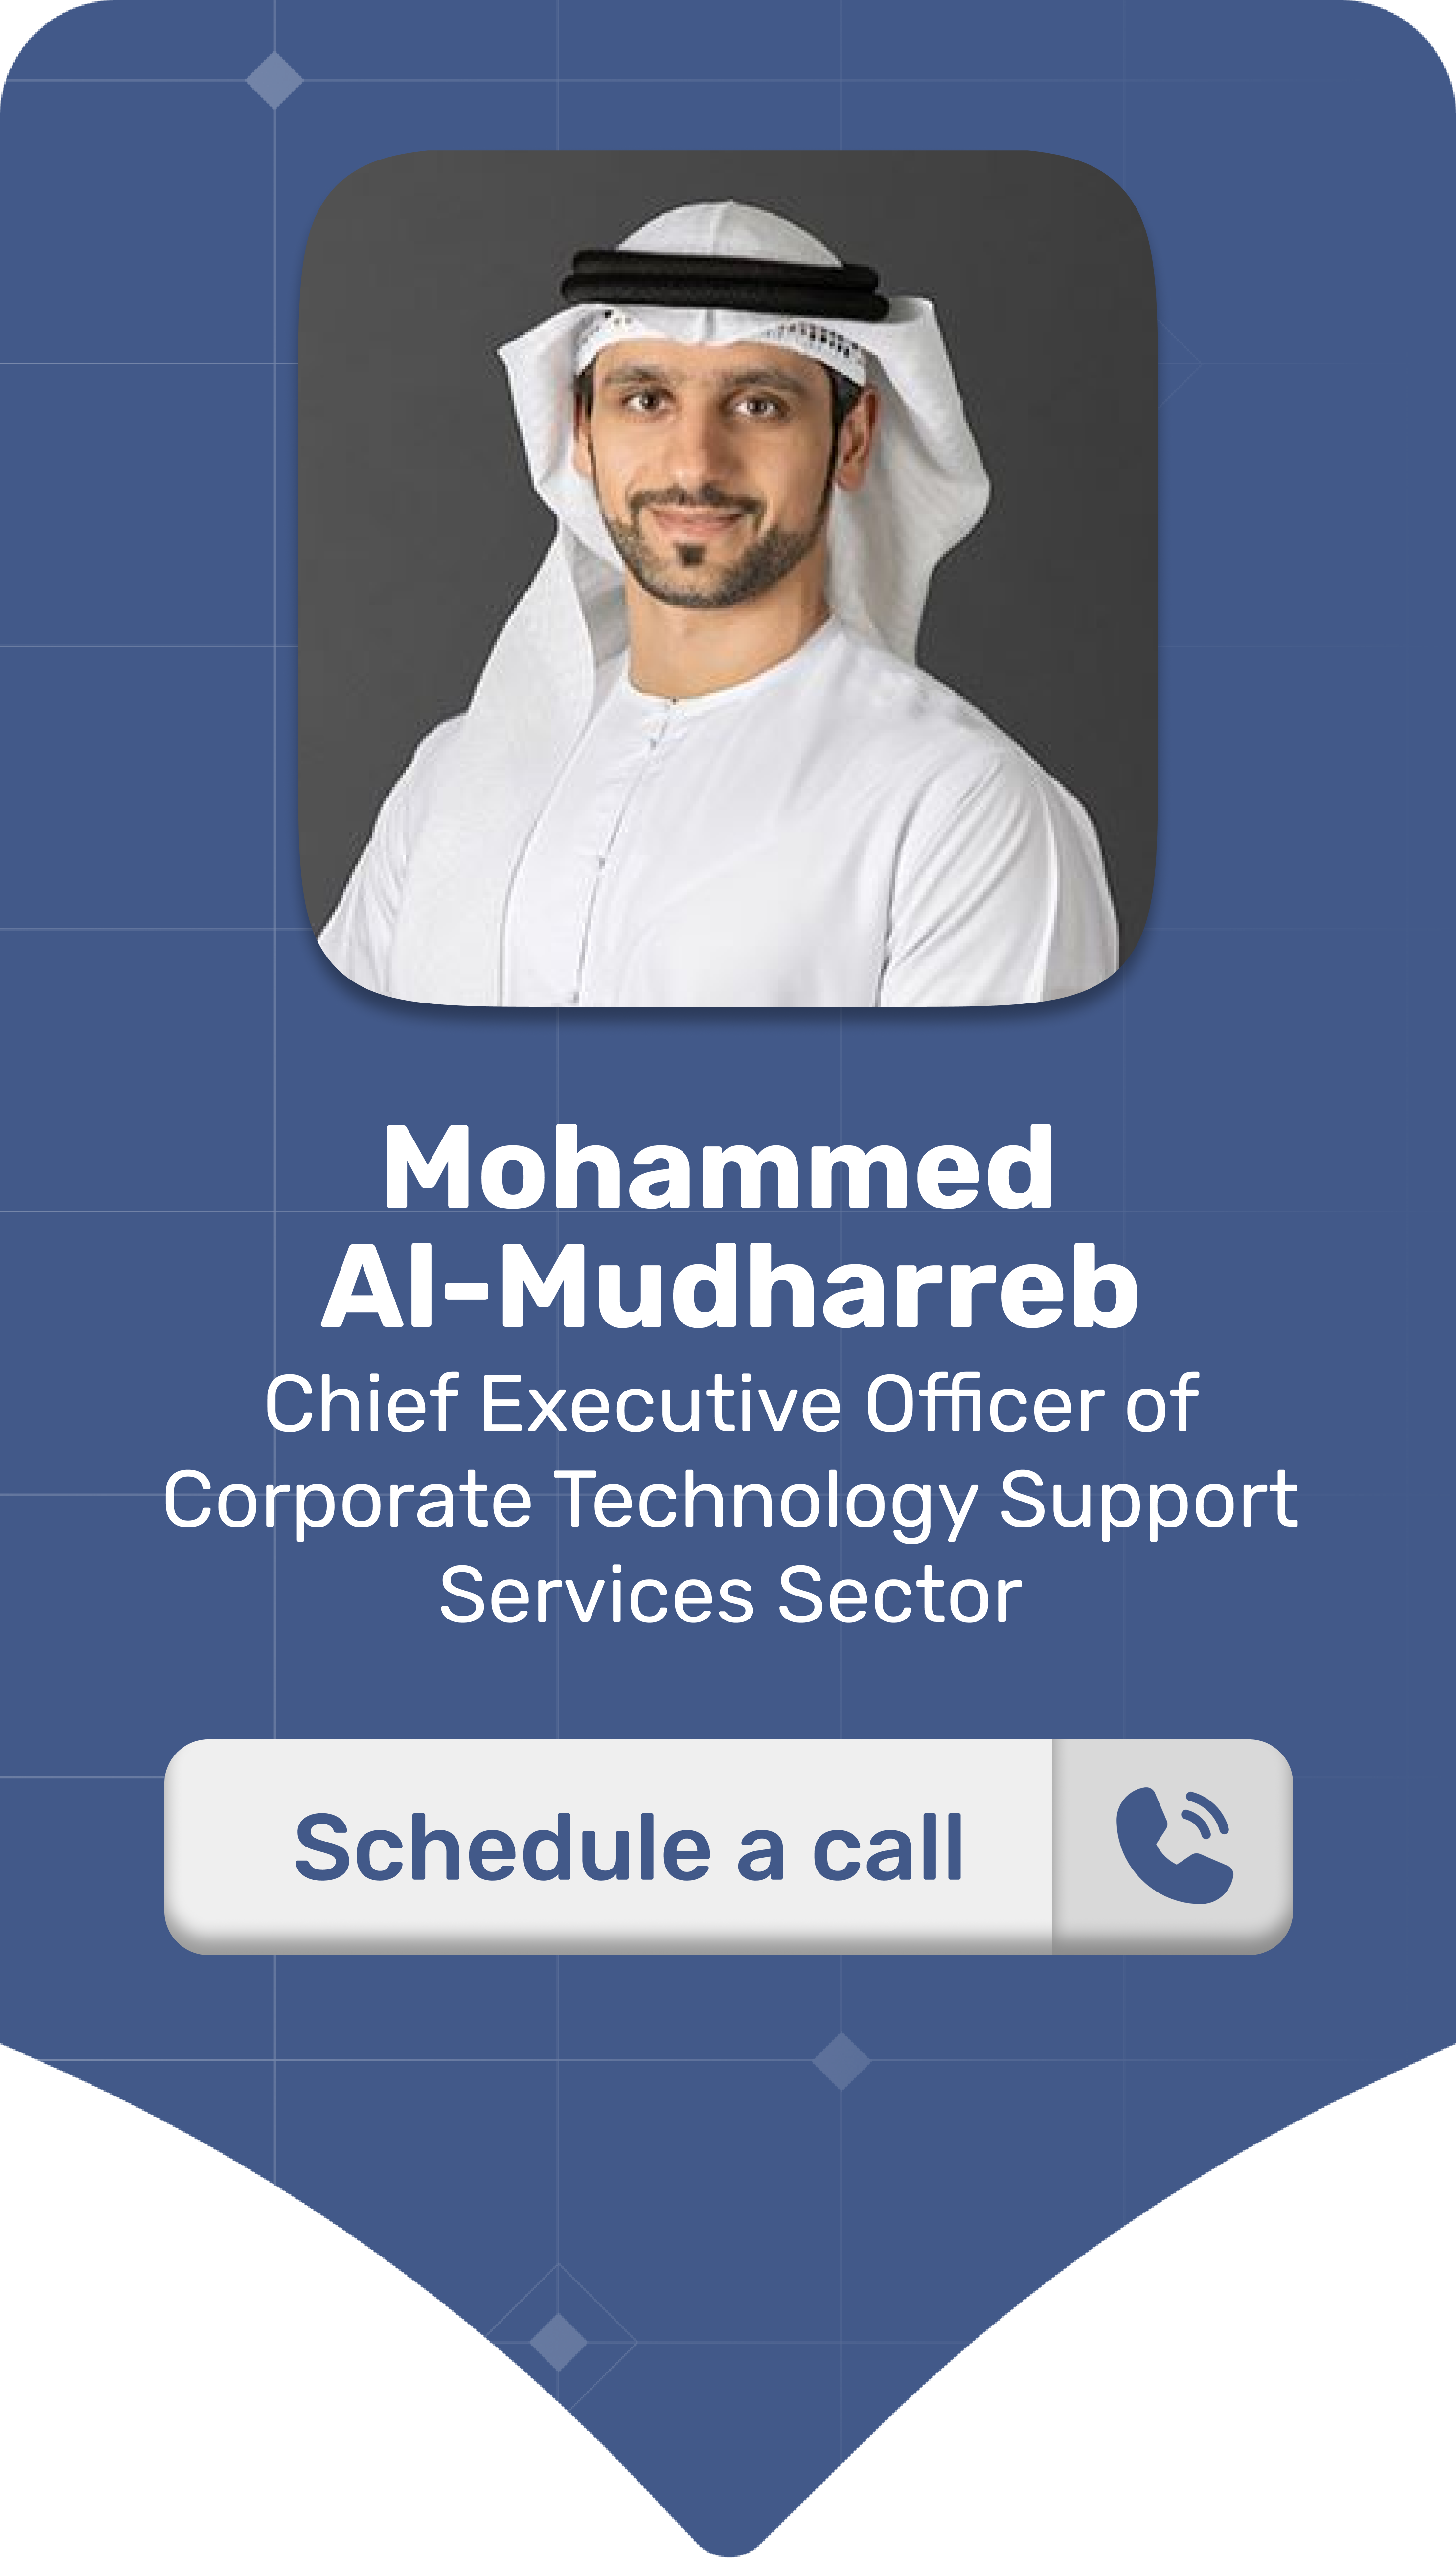 Mohammed
Al-Mudharreb
Chief Executive Officer of
Corporate Technology Support
Services Sector
Schedule a call